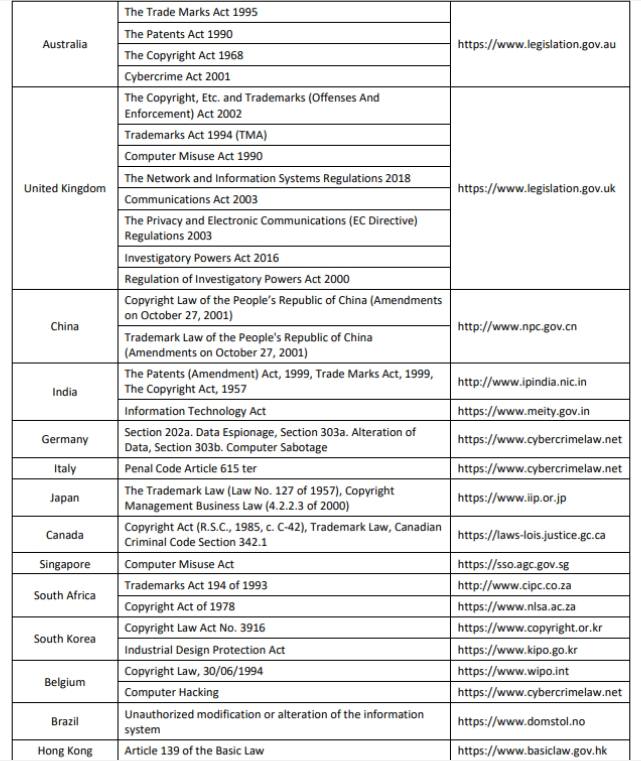 Australia
The Trade Marks Act 1995
The Patents Act 1990
The Copyright Act 1968
Cybercrime Act 2001
https://www.legislation.gov.au
United Kingdom
The Copyright, Etc. and Trademarks (Offenses And
Enforcement) Act 2002
Trademarks Act 1994 (TMA)
Computer Misuse Act 1990
The Network and Information Systems Regulations 2018
Communications Act 2003
The Privacy and Electronic Communications (EC Directive)
Regulations 2003
Investigatory Powers Act 2016
Regulation of Investigatory Powers Act 2000
https://www.legislation.gov.uk
China
Copyright Law of the People’s Republic of China (Amendments
on October 27, 2001)
Trademark Law of the People's Republic of China
(Amendments on October 27, 2001)
http://www.npc.gov.cn
India
The Patents (Amendment) Act, 1999, Trade Marks Act, 1999,
The Copyright Act, 1957
http://www.ipindia.nic.in
Information Technology Act
https://www.meity.gov.in
Germany
Section 202a. Data Espionage, Section 303a. Alteration of
Data, Section 303b. Computer Sabotage
https://www.cybercrimelaw.net
Italy
Penal Code Article 615 ter
https://www.cybercrimelaw.net
Japan
The Trademark Law (Law No. 127 of 1957), Copyright
Management Business Law (4.2.2.3 of 2000)
https://www.iip.or.jp
Canada
Copyright Act (R.S.C., 1985, c. C-42), Trademark Law, Canadian
Criminal Code Section 342.1
https://laws-lois.justice.gc.ca
Singapore
Computer Misuse Act
https://sso.agc.gov.sg
South Africa
Trademarks Act 194 of 1993
http://www.cipc.co.za
Copyright Act of 1978
https://www.nlsa.ac.za
South Korea
Copyright Law Act No. 3916
https://www.copyright.or.kr
Industrial Design Protection Act
https://www.kipo.go.kr
Belgium
Copyright Law, 30/06/1994
https://www.wipo.int
Computer Hacking
https://www.cybercrimelaw.net
Brazil
Unauthorized modification or alteration of the information
system
https://www.domstol.no
Hong Kong
Article 139 of the Basic Law
https://www.basiclaw.gov.hk